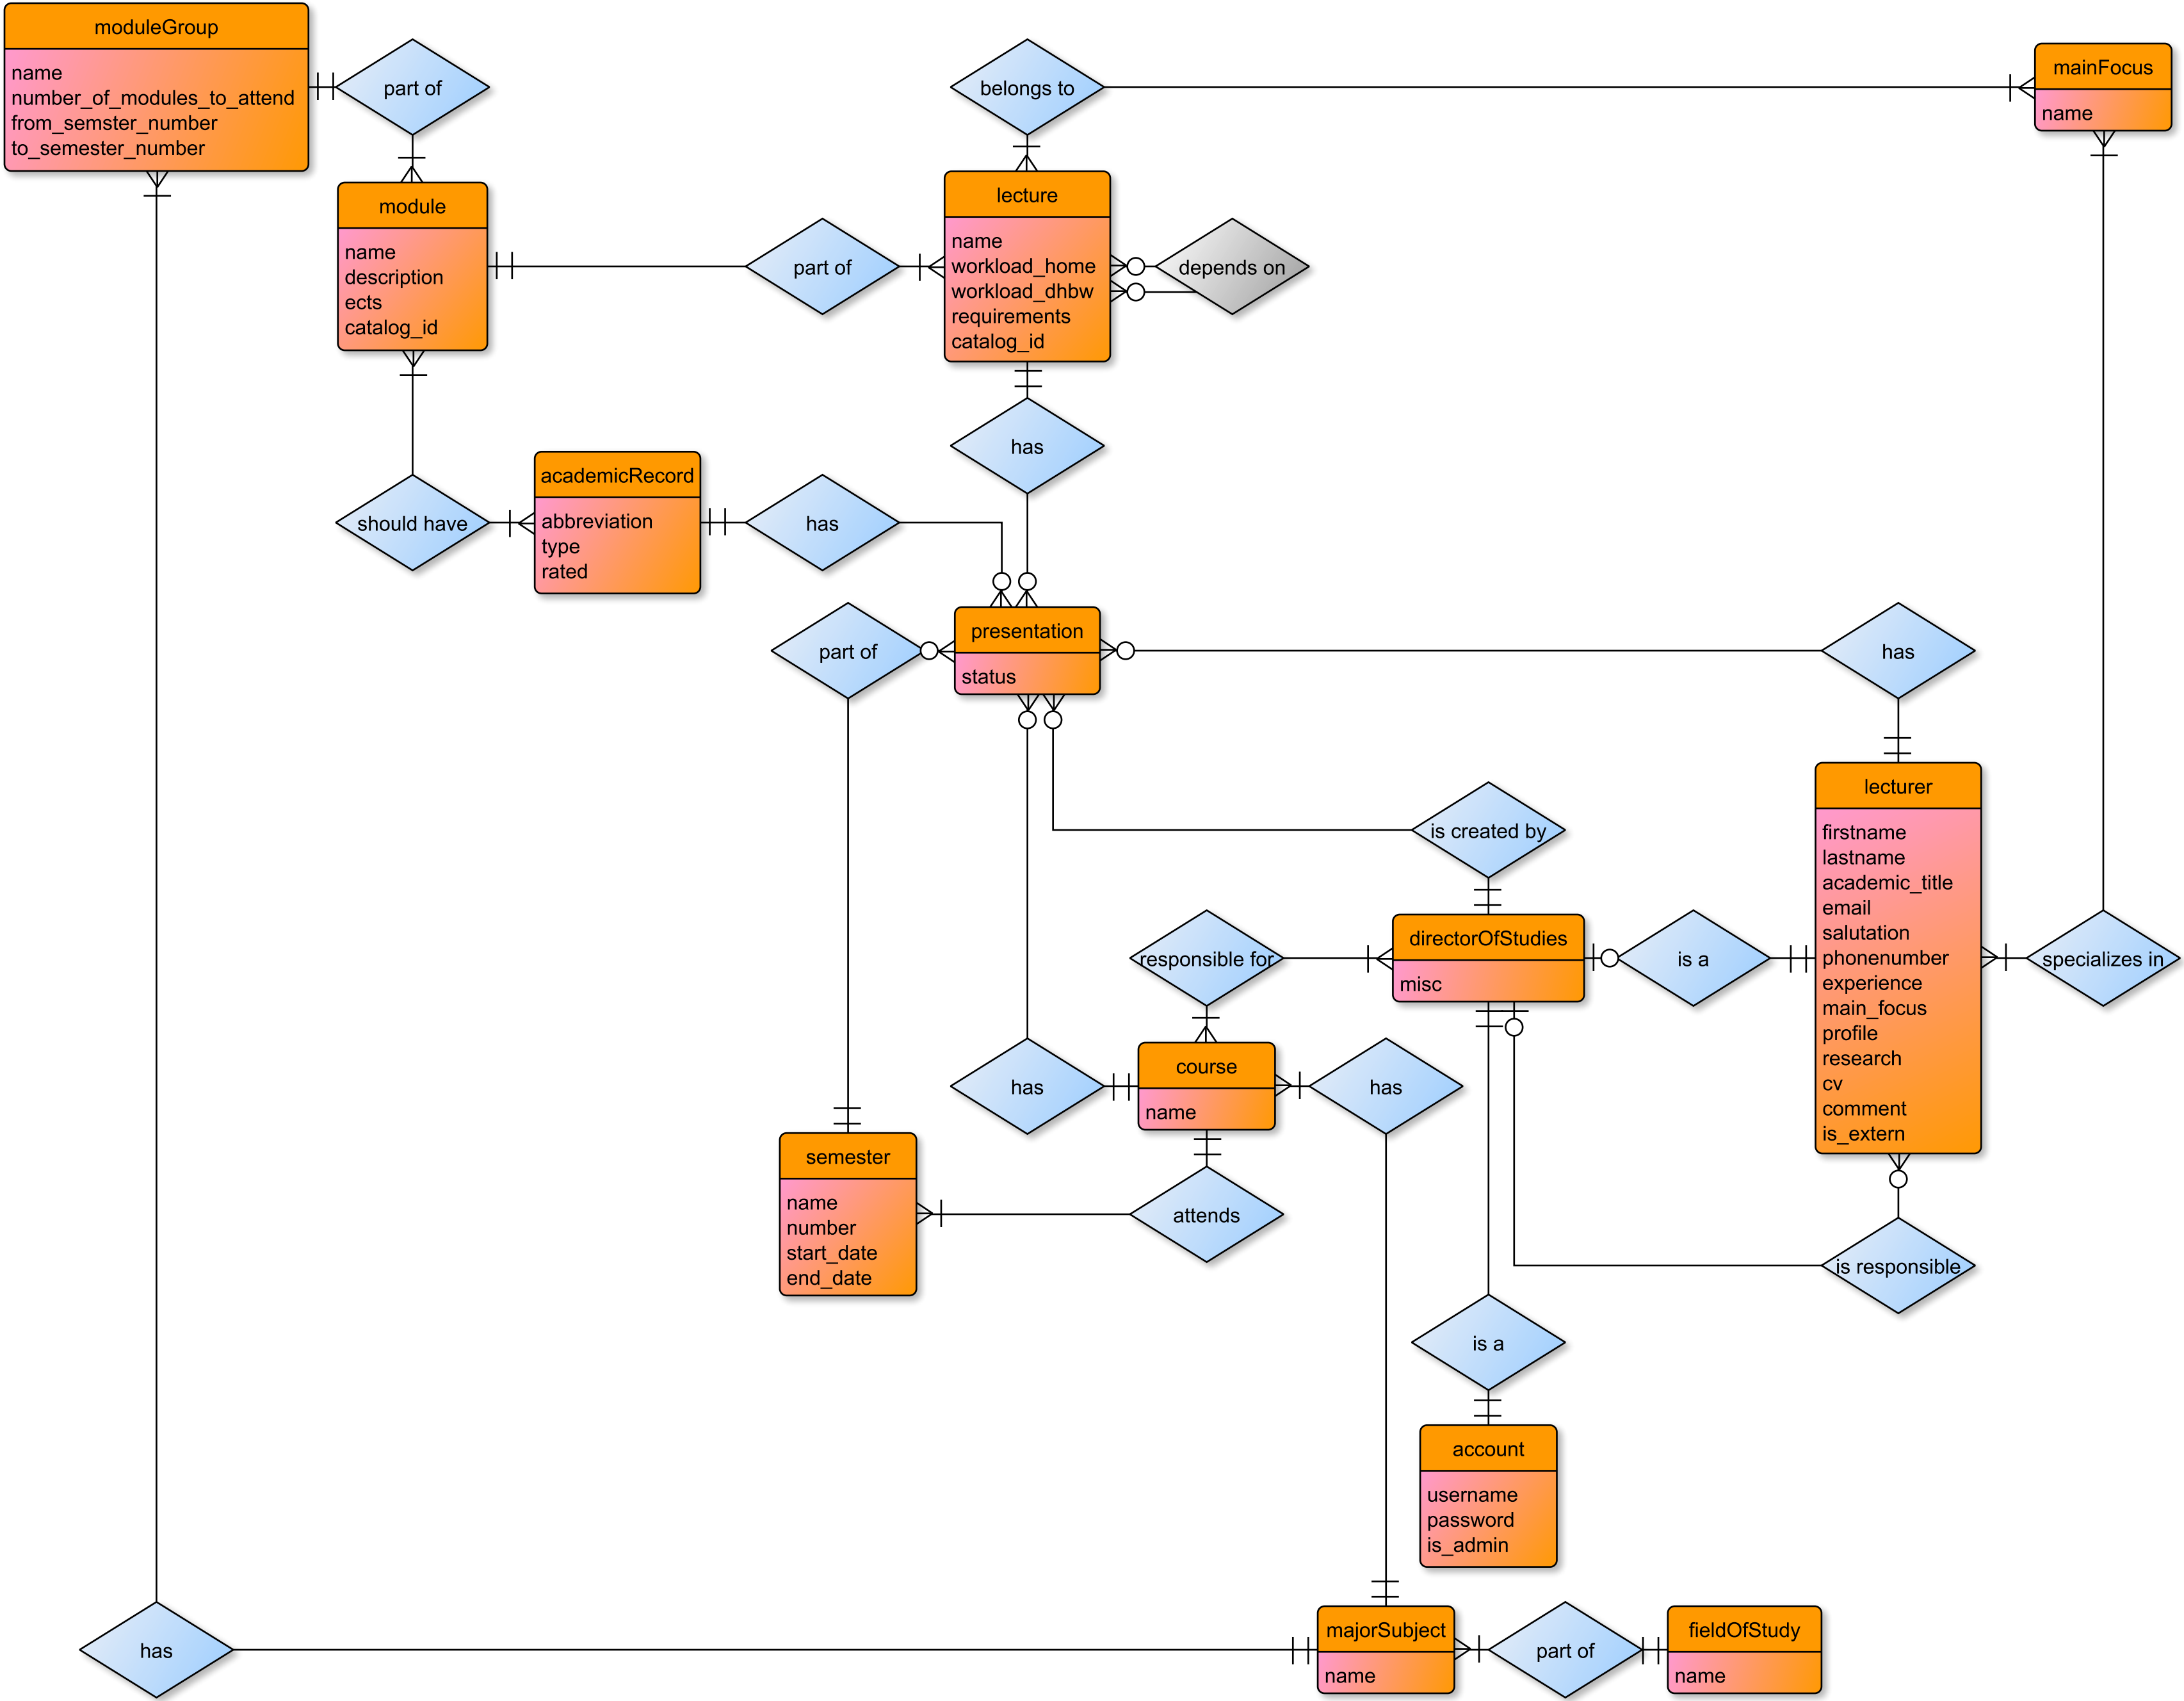 moduleGroup
name
number_of_modules_to_attend
from_semster_number
to_semester_number
part of
belongs to
mainFocus
name
module
name
description
ects
catalog_id
part of
lecture
name
workload_home
workload_dhbw
requirements
catalog_id
depends on
has
should have
academicRecord
abbreviation
type
rated
has
part of
presentation
status
has
is created by
lecturer
firstname
lastname
academic_title
email
salutation
phonenumber
experience
main_focus
profile
research
cv
comment
is_extern
responsible for
directorOfStudies
misc
is a
specializes in
has
course
name
has
semester
name
number
start_date
end_date
attends
is responsible
is a
account
username
password
is_admin
has
majorSubject
name
part of
fieldOfStudy
name